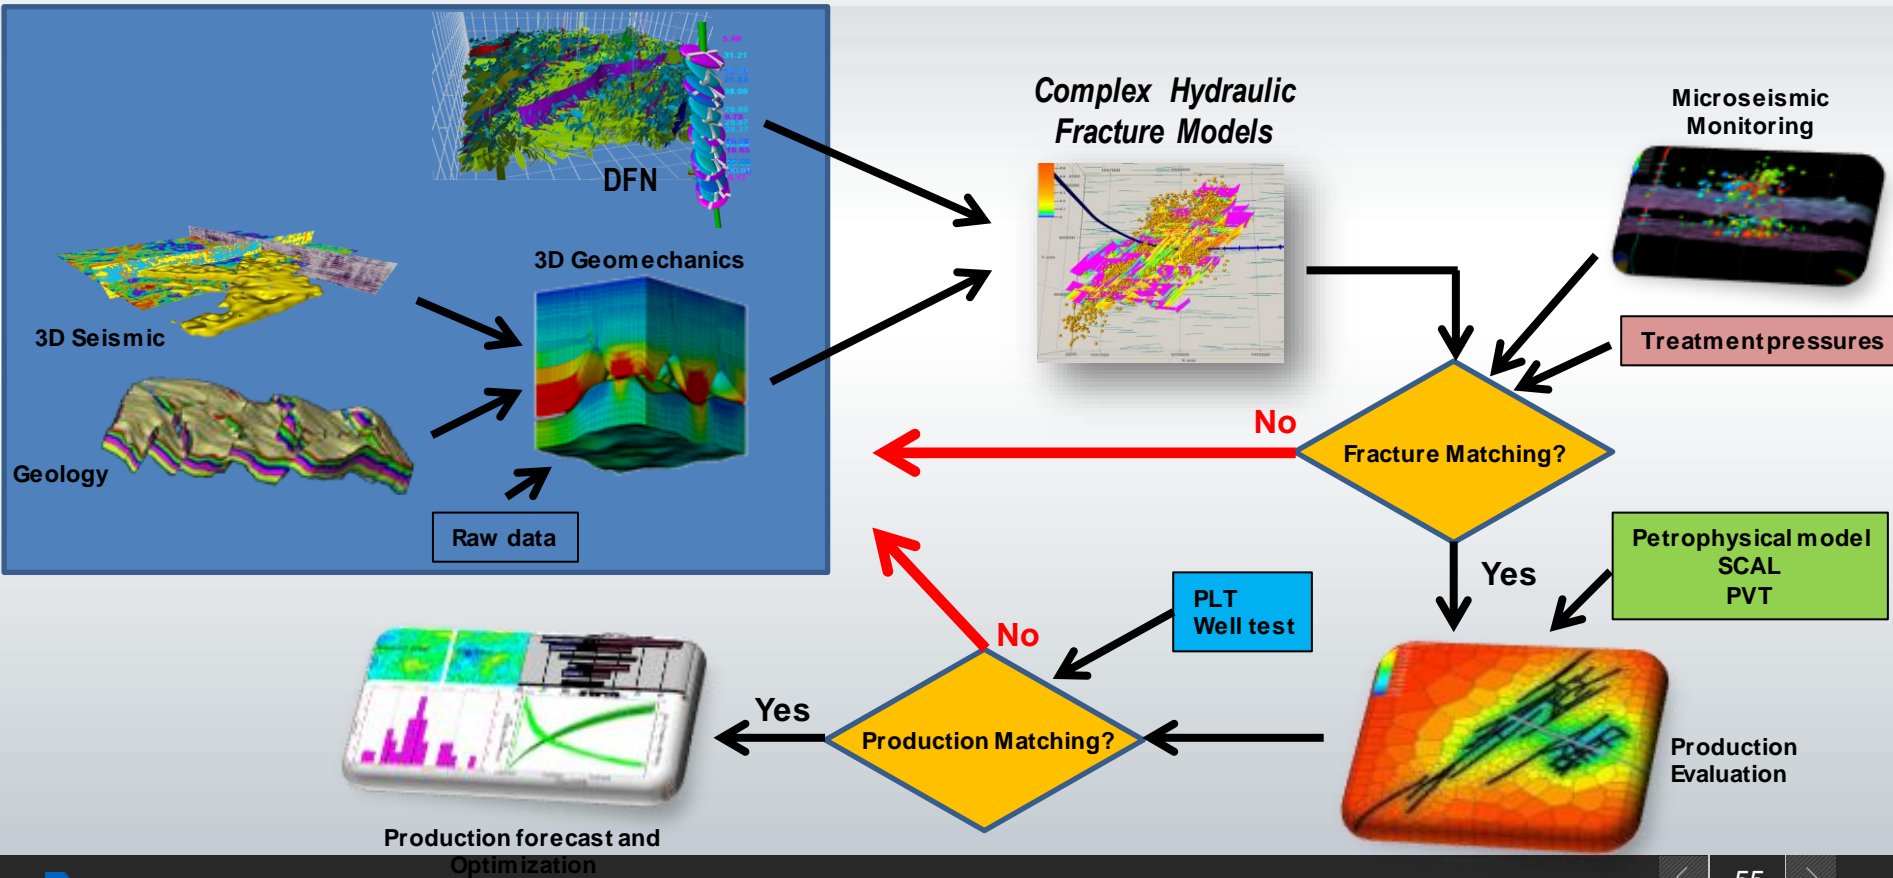 DFN
Complex Hydraulic
Fracture Models
Microseismic
Monitoring
3D Geomechanics
3D Seismic
Treatment pressures
No
Fracture Matching?
Geology
Raw data
Petrophysical model
SCAL
PVT
Yes
PLT
Well test
No
Yes
Production Matching?
Production
Evaluation
Production forecast and
Optimization
55